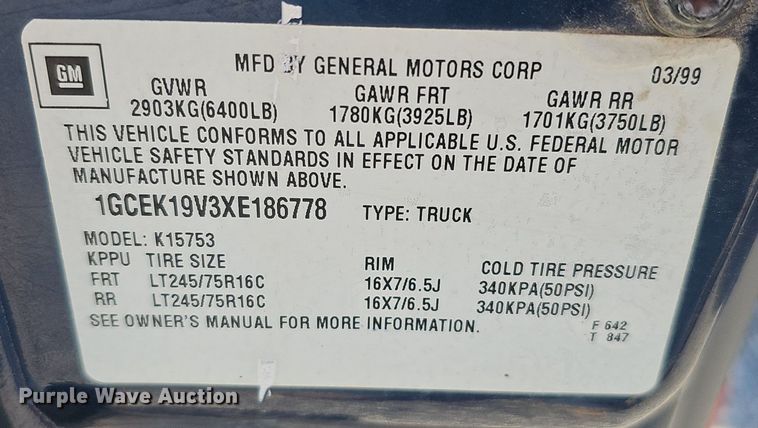 GM
MFD BY GENERAL MOTORS CORP 03/99
GVWR GAWR FRT GAWR RR
2903KG(6400LB) 1780KG(3925LB) 1701KG(3750LB)
THIS VEHICLE CONFORMS TO ALL APPLICABLE U.S. FEDERAL MOTOR
VEHICLE SAFETY STANDARDS IN EFFECT ON THE DATE OF
MANUFACTURE SHOWN ABOVE.
1GCEK19V3XE186778 TYPE: TRUCK
MODEL: K15753
KPPU TIRE SIZE RIM COLD TIRE PRESSURE
FRT LT245/75R16C 16X7/6.5J 340KPA(50PSI)
RR LT245/75R16C 16X7/6.5J 340KPA(50PSI)
SEE OWNER'S MANUAL FOR MORE INFORMATION. F 642
T 847
Purple Wave Auction